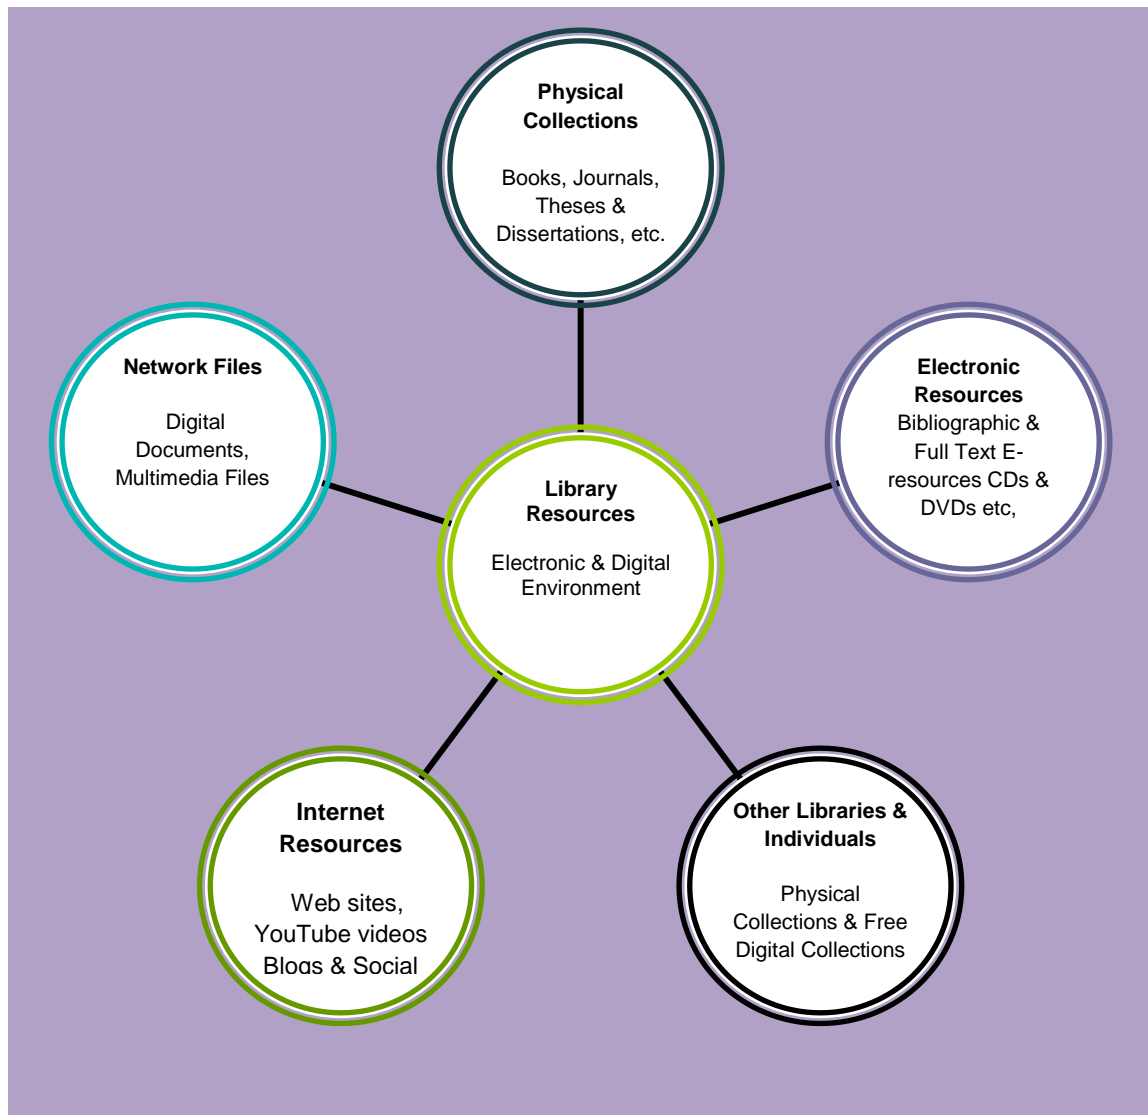 Physical
Collections
Books, Journals,
Theses &
Dissertations, etc.
Network Files
Digital
Documents,
Multimedia Files
Electronic
Resources
Bibliographic &
Full Text E-
resources CDs &
DVDs etc,
Library
Resources
Electronic & Digital
Environment
Internet
Resources
Web sites,
YouTube videos
Blogs & Social
Other Libraries &
Individuals
Physical
Collections & Free
Digital Collections